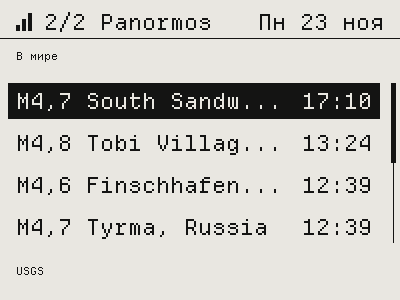 2/2 Panormos Пн 23 ноя
В мире
M4,7 South Sandw... 17:10
M4,8 Tobi Villag... 13:24
M4,6 Finschhafen... 12:39
M4,7 Tyrma, Russia 12:39
USGS